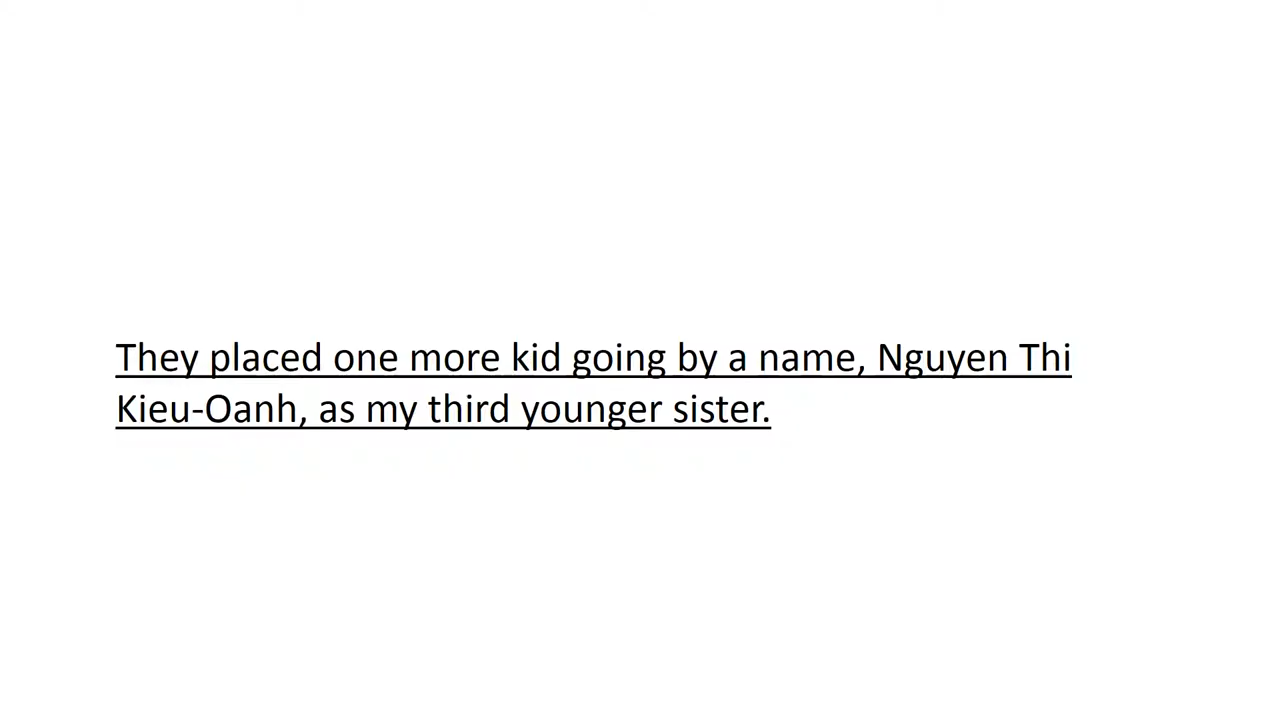 They placed one more kid going by a name, Nguyen Thi
Kieu-Oanh, as my third younger sister.